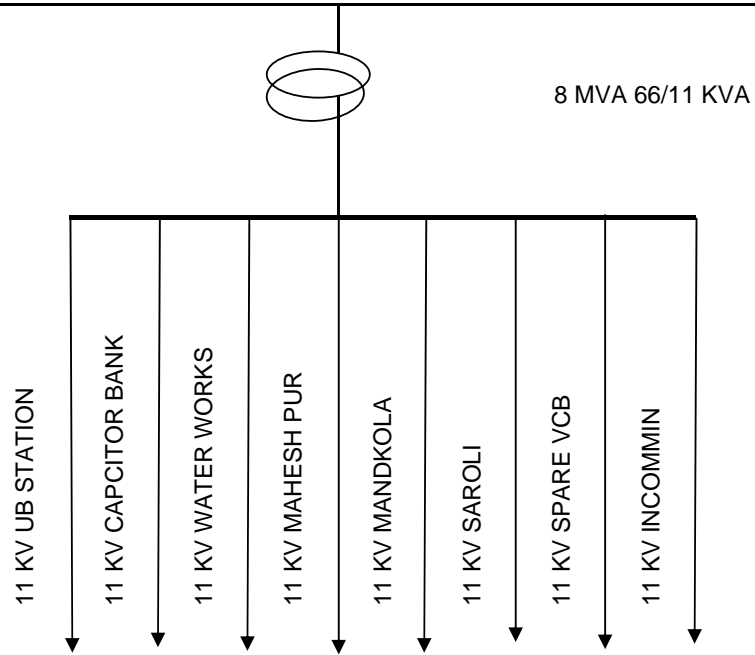 8 MVA 66/11 KVA
11 KV UB STATION
11 KV CAPCITOR BANK
11 KV WATER WORKS
11 KV MAHESH PUR
11 KV MANDKOLA
11 KV SAROLI
11 KV SPARE VCB
11 KV INCOMMIN